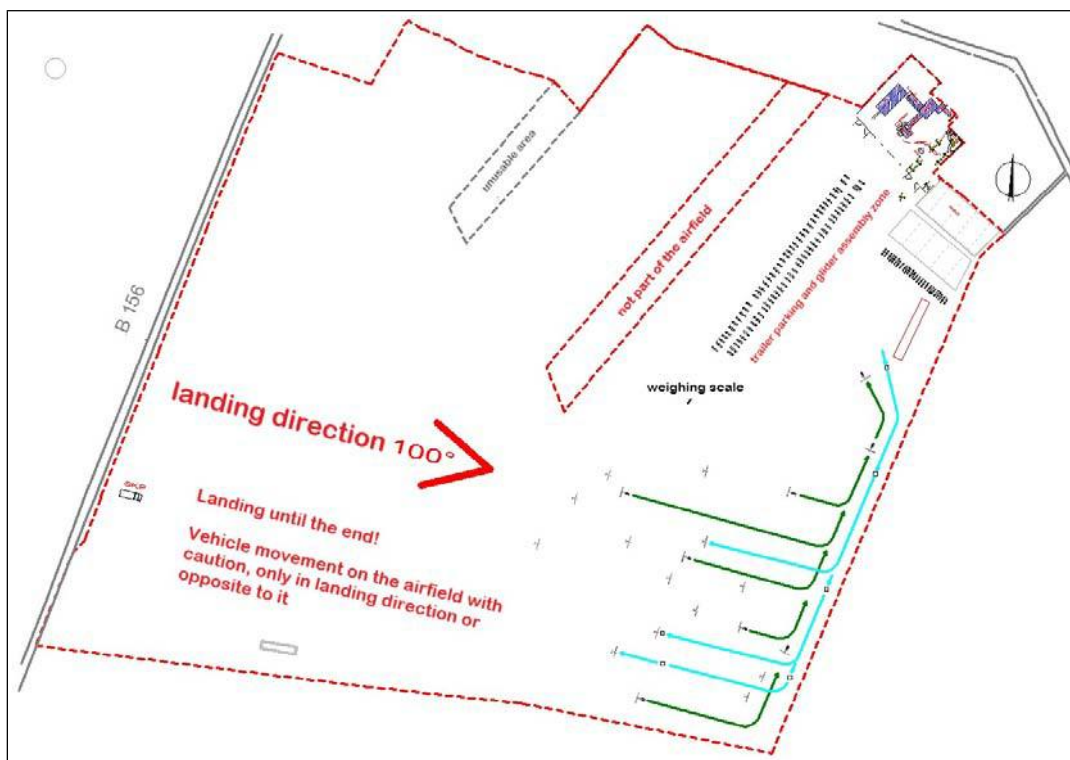 unusable area
not part of the airfield
trailer parking and glider assembly zone
B 156
weighing scale
landing direction 100°
SKP
Landing until the end!
Vehicle movement on the airfield with
caution, only in landing direction or
opposite to it